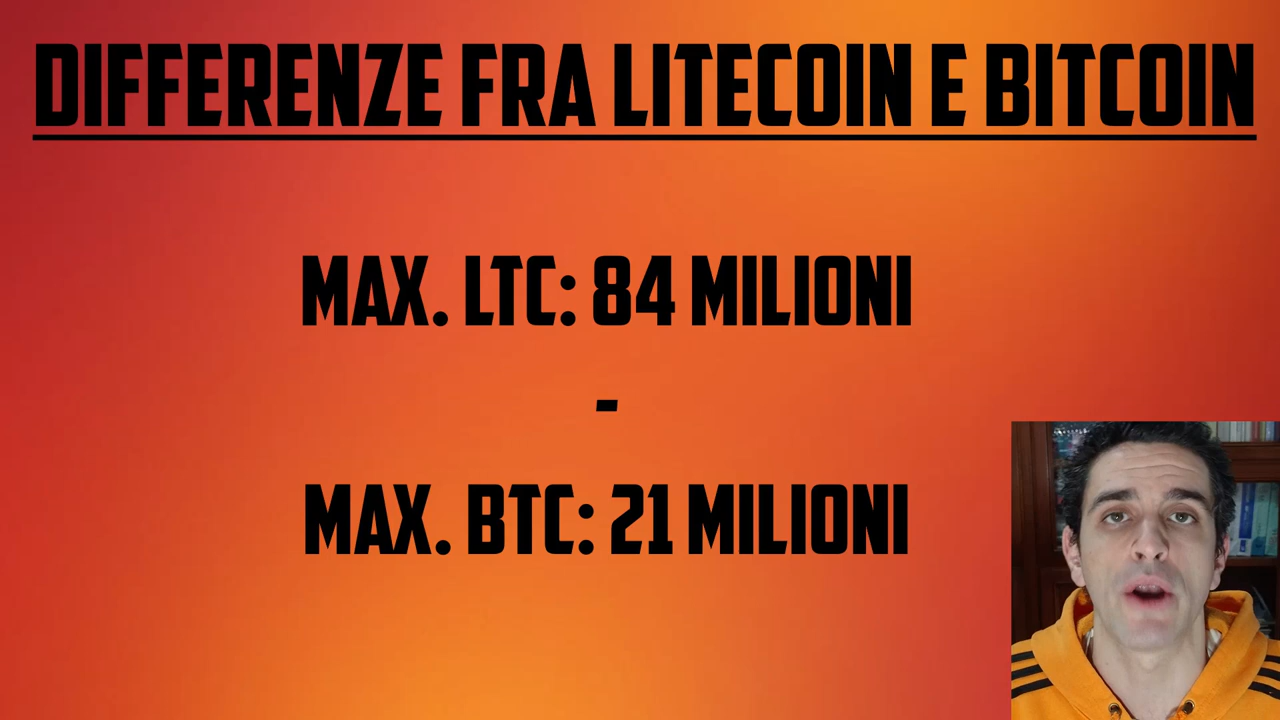 DIFFERENZE FRA LITECOIN E BITCOIN
MAX. LTC: 84 MILIONI
-
MAX. BTC: 21 MILIONI